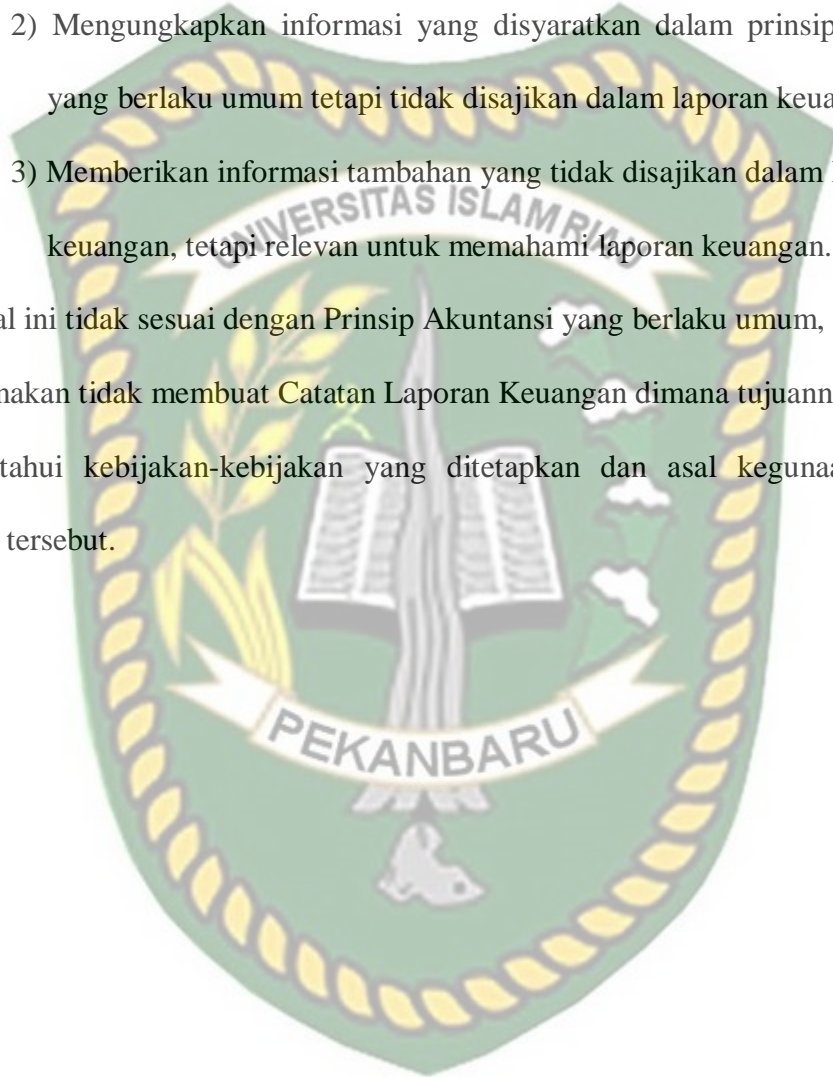 2) Mengungkapkan informasi yang disyaratkan dalam prinsip
yang berlaku umum tetapi tidak disajikan dalam laporan keua
3) Memberikan informasi tambahan yang tidak disajikan dalam
UNIVERSITAS ISLAM RIAU
keuangan, tetapi relevan untuk memahami laporan keuangan.
al ini tidak sesuai dengan Prinsip Akuntansi yang berlaku umum,
nakan tidak membuat Catatan Laporan Keuangan dimana tujuann
tahui kebijakan-kebijakan yang ditetapkan dan asal kegunaa
tersebut.
PEKANBARU